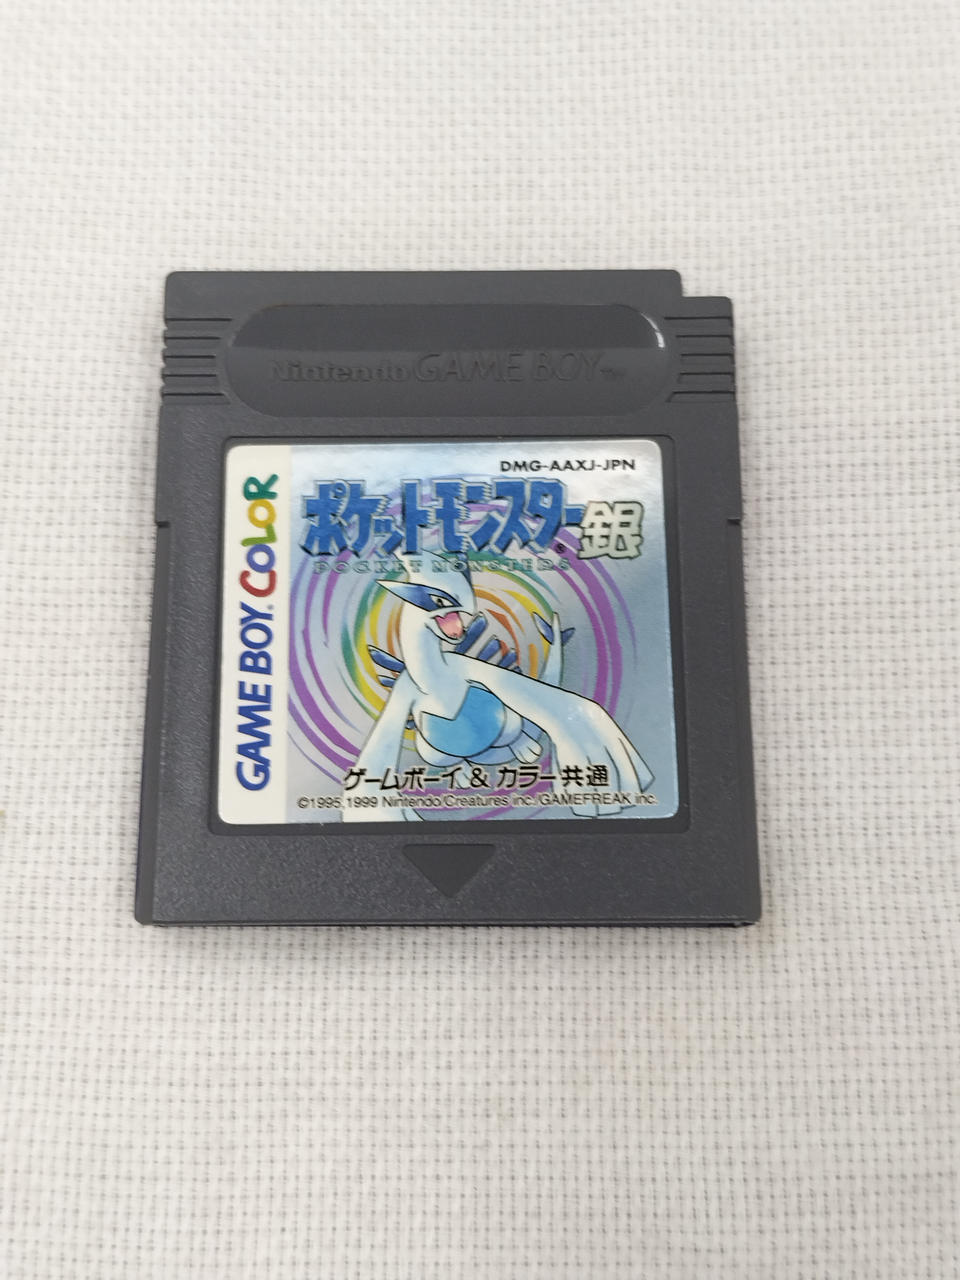 Nintendo GAME BOY TM
GAME BOY COLOR
DMG-AAXJ-JPN
ポケットモンスター銀
POCKET MONSTERS
ゲームボーイ & カラー共通
©1995,1999 Nintendo/Creatures inc./GAMEFREAK inc.